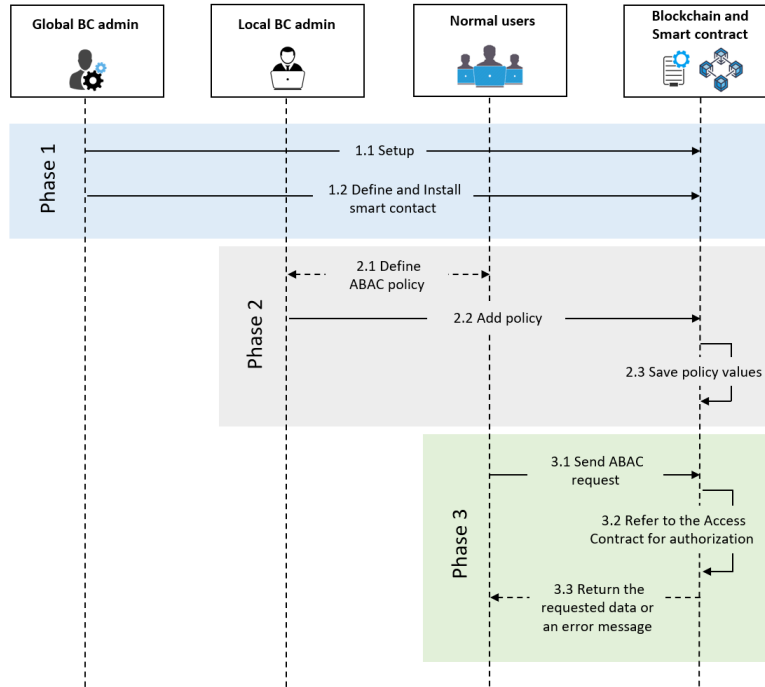 Global BC admin
Local BC admin
Normal users
Blockchain and
Smart contract
Phase 1
1.1 Setup
1.2 Define and Install
smart contact
Phase 2
2.1 Define
ABAC policy
2.2 Add policy
2.3 Save policy values
Phase 3
3.1 Send ABAC
request
3.2 Refer to the Access
Contract for authorization
3.3 Return the
requested data or
an error message